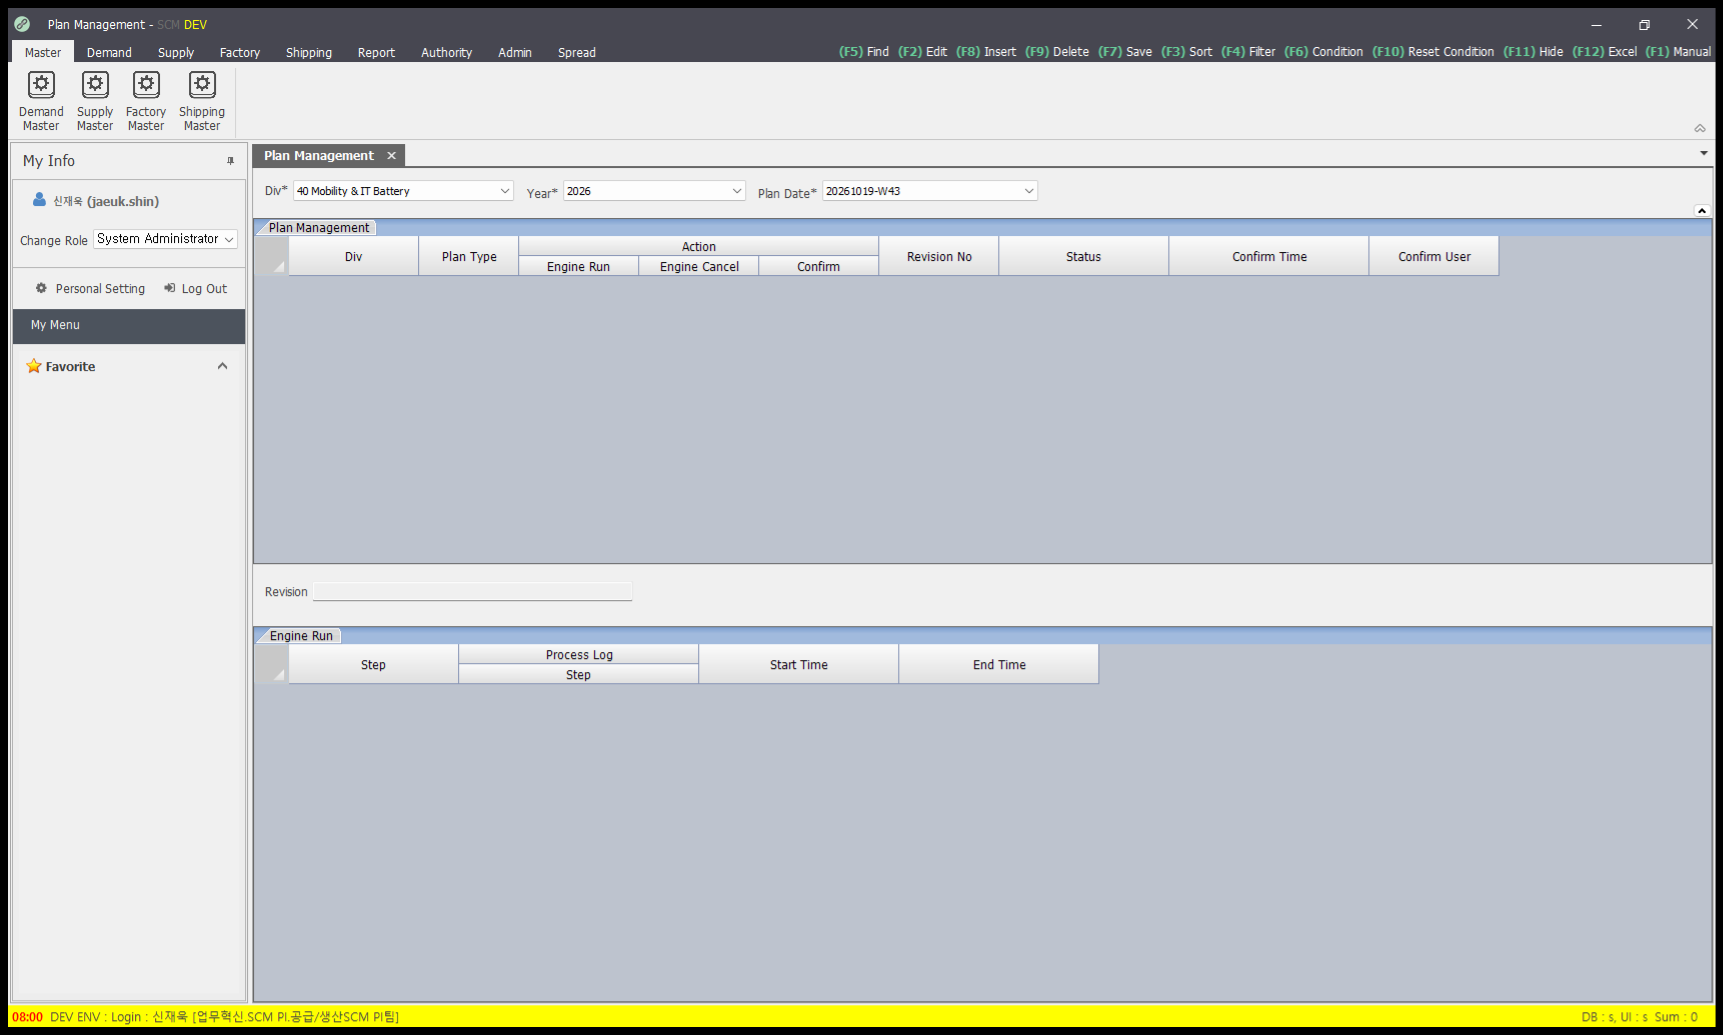 Plan Management - SCM DEV
Master Demand Supply Factory Shipping Report Authority Admin Spread (F5) Find (F2) Edit (F8) Insert (F9) Delete (F7) Save (F3) Sort (F4) Filter (F6) Condition (F10) Reset Condition (F11) Hide (F12) Excel (F1) Manual
Demand Master
Supply Master
Factory Master
Shipping Master
My Info
신재욱 (jaeuk.shin)
Change Role System Administrator
Personal Setting Log Out
My Menu
Favorite
Plan Management
Div* 40 Mobility & IT Battery Year* 2026 Plan Date* 20261019-W43
Plan Management
Div Plan Type Action Revision No Status Confirm Time Confirm User
Engine Run Engine Cancel Confirm
Revision
Engine Run
Step Process Log Start Time End Time
Step
08:00 DEV ENV : Login : 신재욱 [업무혁신.SCM PI.공급/생산SCM PI팀] DB : s, UI : s Sum : 0